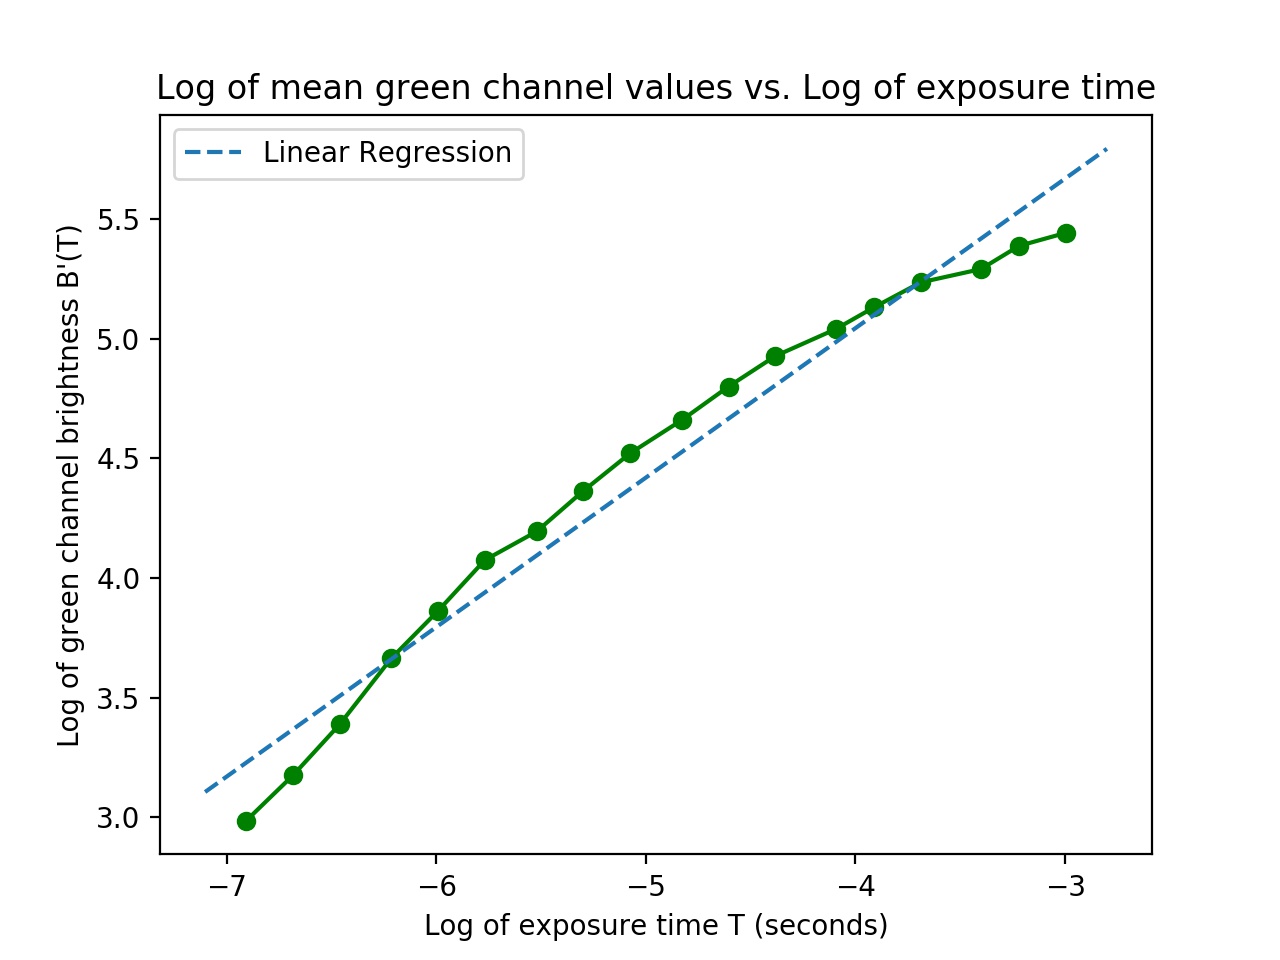 Log of mean green channel values vs. Log of exposure time
Linear Regression
Log of green channel brightness B'(T)
5.5
5.0
4.5
4.0
3.5
3.0
−7
−6
−5
−4
−3
Log of exposure time T (seconds)